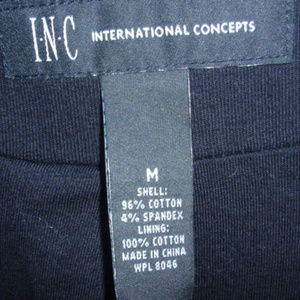 I·N·C INTERNATIONAL CONCEPTS
M
SHELL:
96% COTTON
4% SPANDEX
LINING:
100% COTTON
MADE IN CHINA
WPL 8046